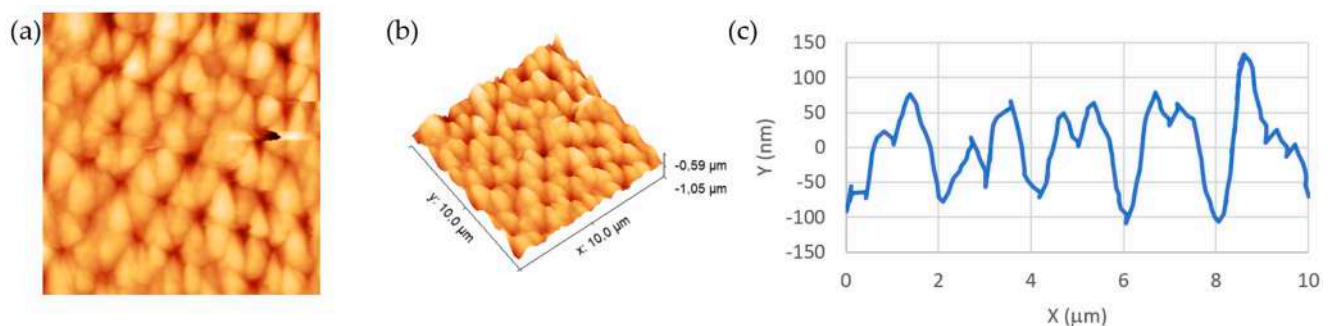 (a)
(b)
-0,59 µm
-1,05 µm
y: 10,0 µm
x: 10,0 µm
(c)
150
100
50
0
-50
-100
-150
Y (nm)
0 2 4 6 8 10
X (µm)